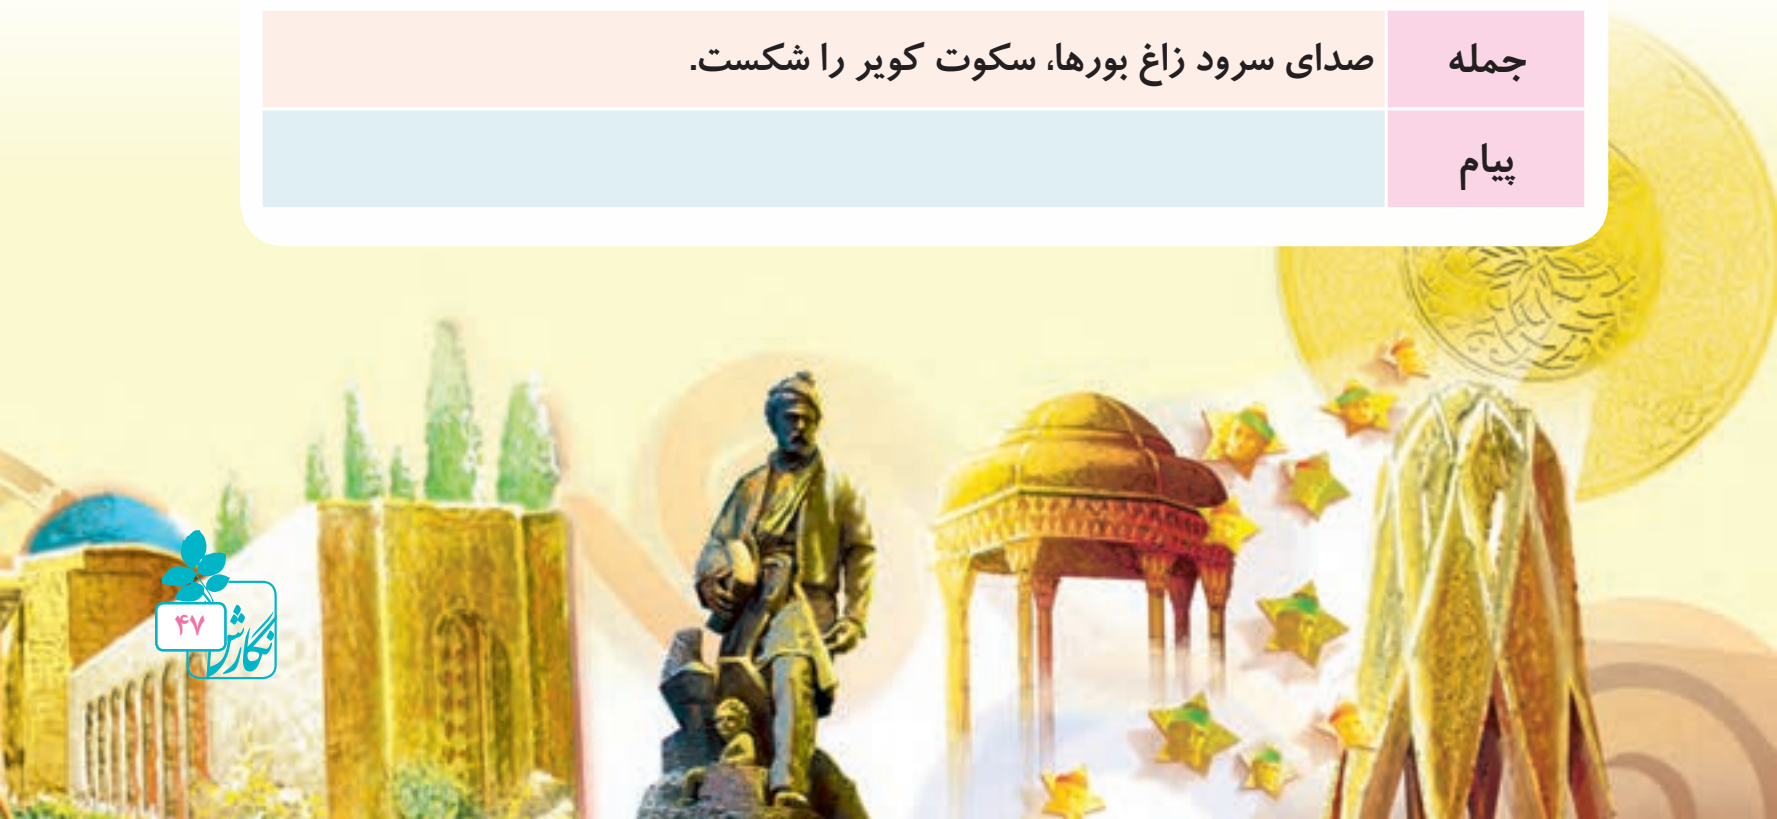 جمله
صدای سرود زاغ بورها، سکوت کویر را شکست.
پیام
نگارش
۴۷